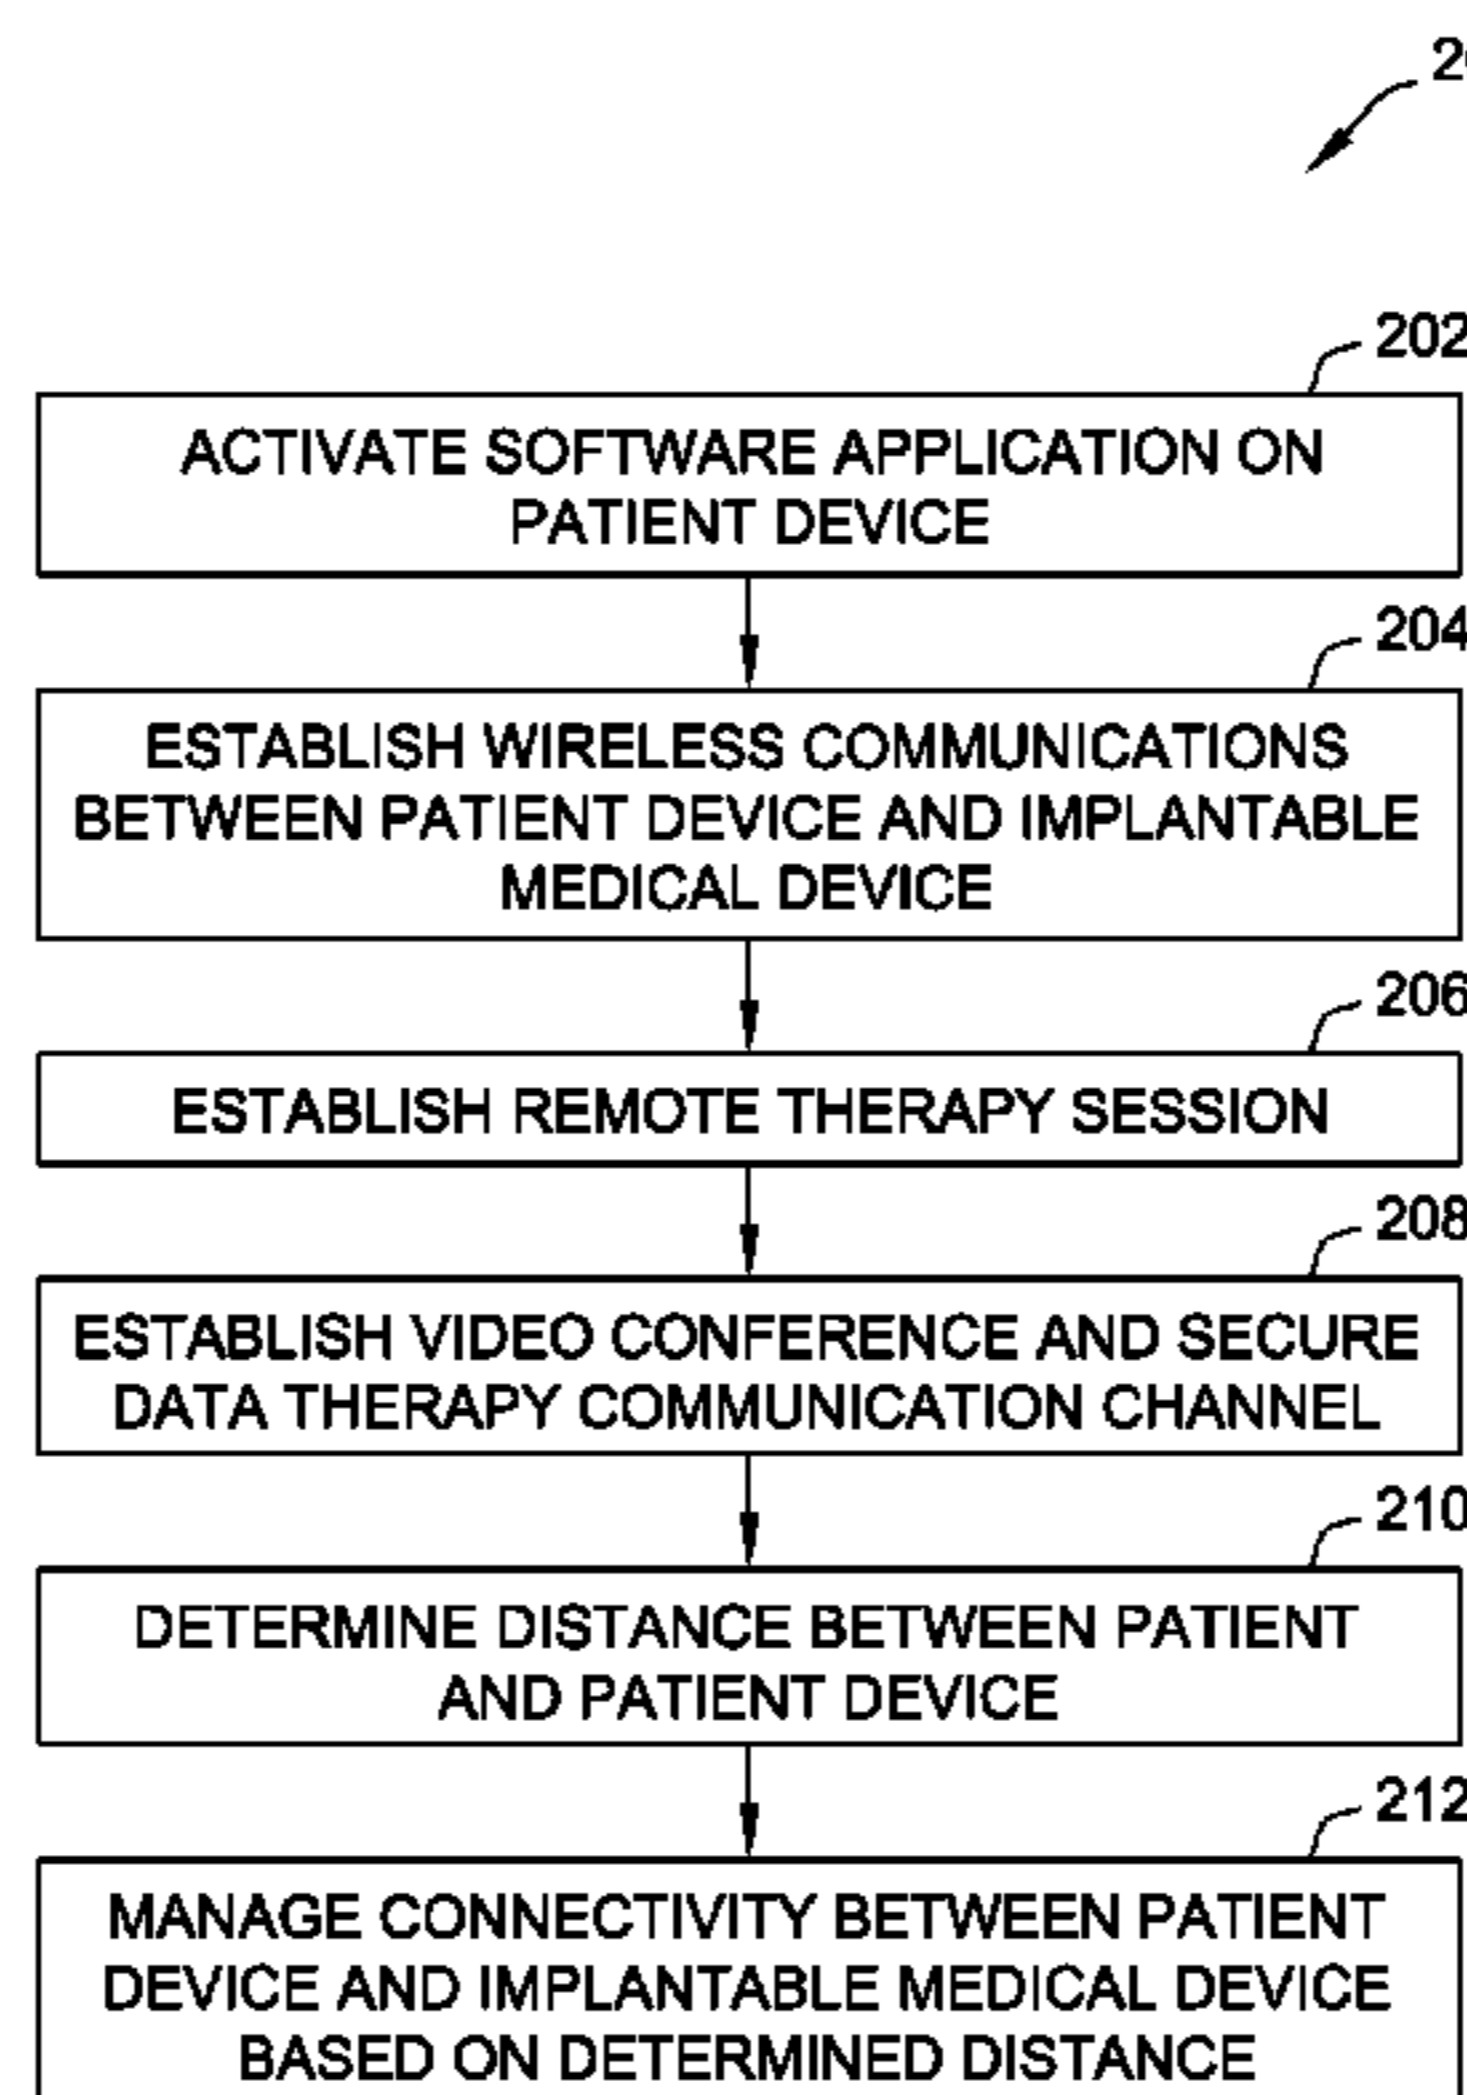 202
ACTIVATE SOFTWARE APPLICATION ON
PATIENT DEVICE
204
ESTABLISH WIRELESS COMMUNICATIONS
BETWEEN PATIENT DEVICE AND IMPLANTABLE
MEDICAL DEVICE
206
ESTABLISH REMOTE THERAPY SESSION
208
ESTABLISH VIDEO CONFERENCE AND SECURE
DATA THERAPY COMMUNICATION CHANNEL
210
DETERMINE DISTANCE BETWEEN PATIENT
AND PATIENT DEVICE
212
MANAGE CONNECTIVITY BETWEEN PATIENT
DEVICE AND IMPLANTABLE MEDICAL DEVICE
BASED ON DETERMINED DISTANCE